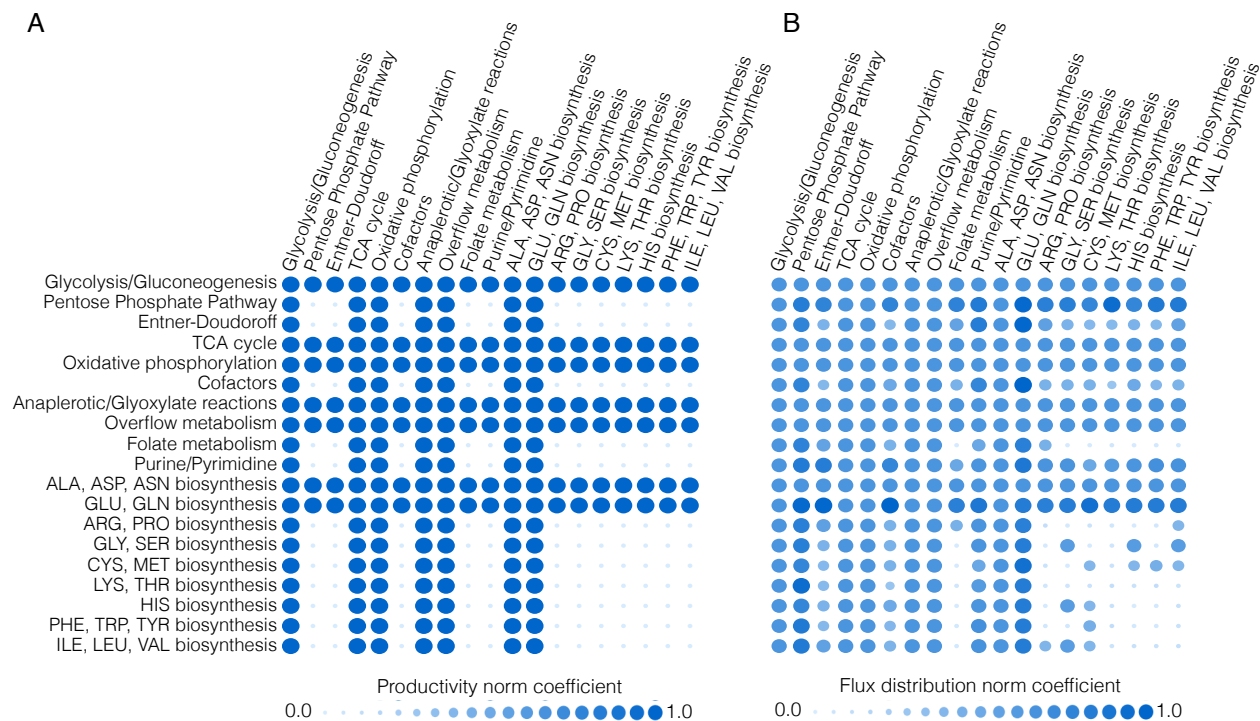 A
B
Glycolysis/Gluconeogenesis
Pentose Phosphate Pathway
Entner-Doudoroff
TCA cycle
Oxidative phosphorylation
Cofactors
Anaplerotic/Glyoxylate reactions
Overflow metabolism
Folate metabolism
Purine/Pyrimidine
ALA, ASP, ASN biosynthesis
GLU, GLN biosynthesis
ARG, PRO biosynthesis
GLY, SER biosynthesis
CYS, MET biosynthesis
LYS, THR biosynthesis
HIS biosynthesis
PHE, TRP, TYR biosynthesis
ILE, LEU, VAL biosynthesis
Glycolysis/Gluconeogenesis
Pentose Phosphate Pathway
Entner-Doudoroff
TCA cycle
Oxidative phosphorylation
Cofactors
Anaplerotic/Glyoxylate reactions
Overflow metabolism
Folate metabolism
Purine/Pyrimidine
ALA, ASP, ASN biosynthesis
GLU, GLN biosynthesis
ARG, PRO biosynthesis
GLY, SER biosynthesis
CYS, MET biosynthesis
LYS, THR biosynthesis
HIS biosynthesis
PHE, TRP, TYR biosynthesis
ILE, LEU, VAL biosynthesis
Glycolysis/Gluconeogenesis
Pentose Phosphate Pathway
Entner-Doudoroff
TCA cycle
Oxidative phosphorylation
Cofactors
Anaplerotic/Glyoxylate reactions
Overflow metabolism
Folate metabolism
Purine/Pyrimidine
ALA, ASP, ASN biosynthesis
GLU, GLN biosynthesis
ARG, PRO biosynthesis
GLY, SER biosynthesis
CYS, MET biosynthesis
LYS, THR biosynthesis
HIS biosynthesis
PHE, TRP, TYR biosynthesis
ILE, LEU, VAL biosynthesis
Productivity norm coefficient
0.0 1.0
Flux distribution norm coefficient
0.0 1.0